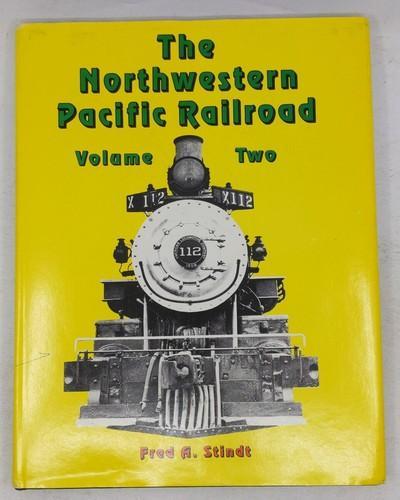 The
Northwestern
Pacific Railroad
Volume Two
X 112 X112
112
Fred A. Stindt